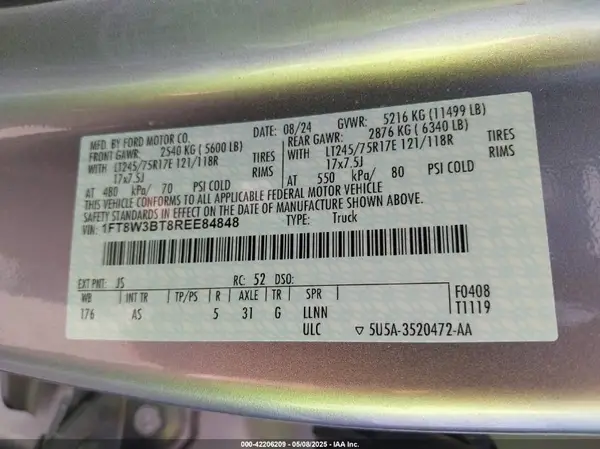 MFD. BY FORD MOTOR CO.
DATE: 08/24 GVWR: 5216 KG (11499 LB)
FRONT GAWR: 2540 KG ( 5600 LB) REAR GAWR: 2876 KG ( 6340 LB)
WITH LT245/75R17E 121/118R TIRES WITH LT245/75R17E 121/118R TIRES
17x7.5J RIMS 17x7.5J RIMS
AT 480 kPa/ 70 PSI COLD AT 550 kPa/ 80 PSI COLD
THIS VEHICLE CONFORMS TO ALL APPLICABLE FEDERAL MOTOR VEHICLE
SAFETY STANDARDS IN EFFECT ON THE DATE OF MANUFACTURE SHOWN ABOVE.
VIN: 1FT8W3BT8REE84848 TYPE: Truck
EXT PNT: JS RC: 52 DSO: F0408
WB INT TR TP/PS R AXLE TR SPR T1119
176 AS 5 31 G LLNN
ULC ▽ 5U5A-3520472-AA
000-42206209 - 05/08/2025 - IAA Inc.